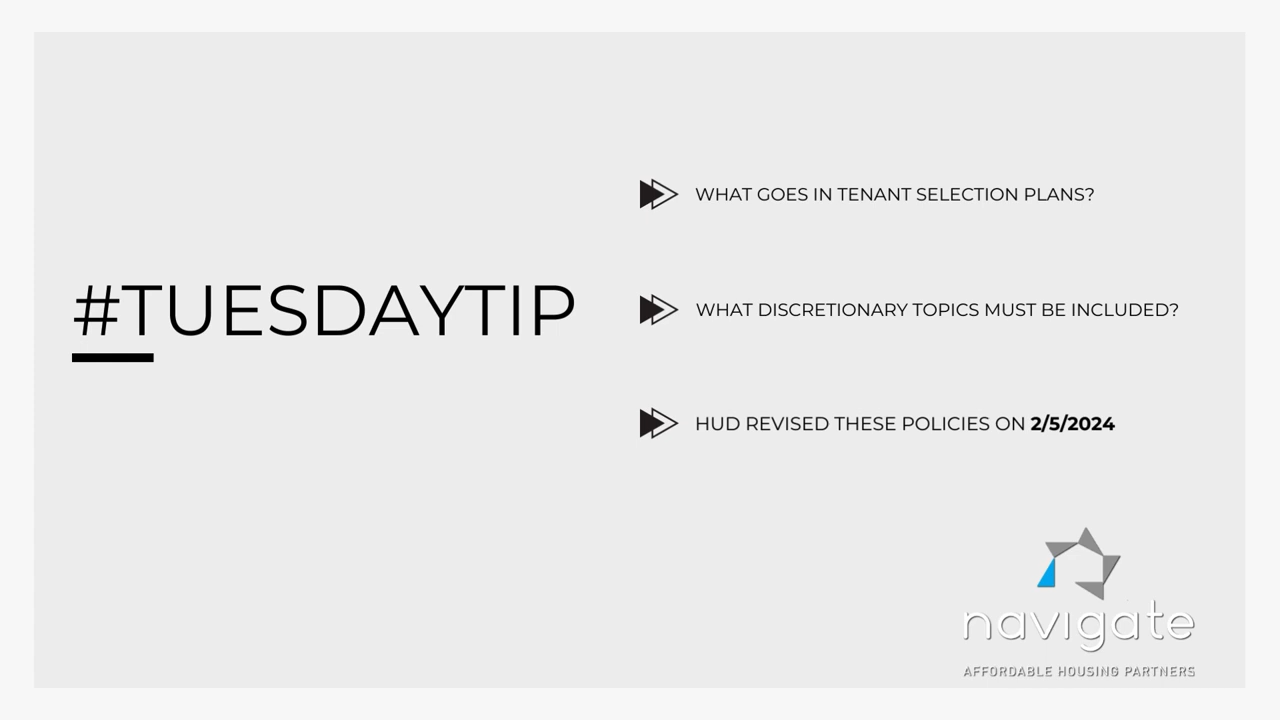 #TUESDAYTIP
WHAT GOES IN TENANT SELECTION PLANS?
WHAT DISCRETIONARY TOPICS MUST BE INCLUDED?
HUD REVISED THESE POLICIES ON 2/5/2024
navigate
AFFORDABLE HOUSING PARTNERS